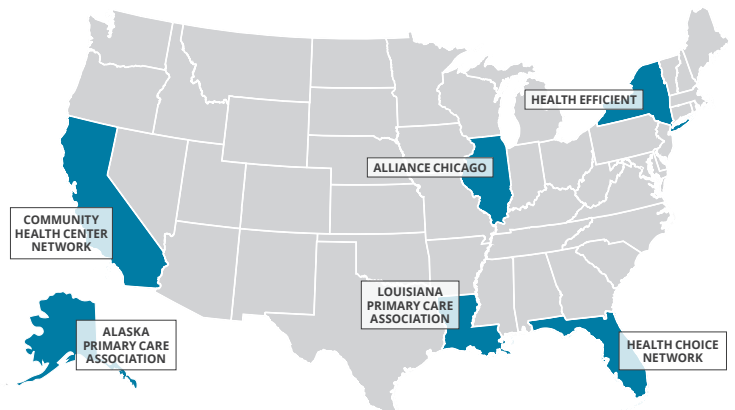 HEALTH EFFICIENT
ALLIANCE CHICAGO
COMMUNITY
HEALTH CENTER
NETWORK
LOUISIANA
PRIMARY CARE
ASSOCIATION
ALASKA
PRIMARY CARE
ASSOCIATION
HEALTH CHOICE
NETWORK